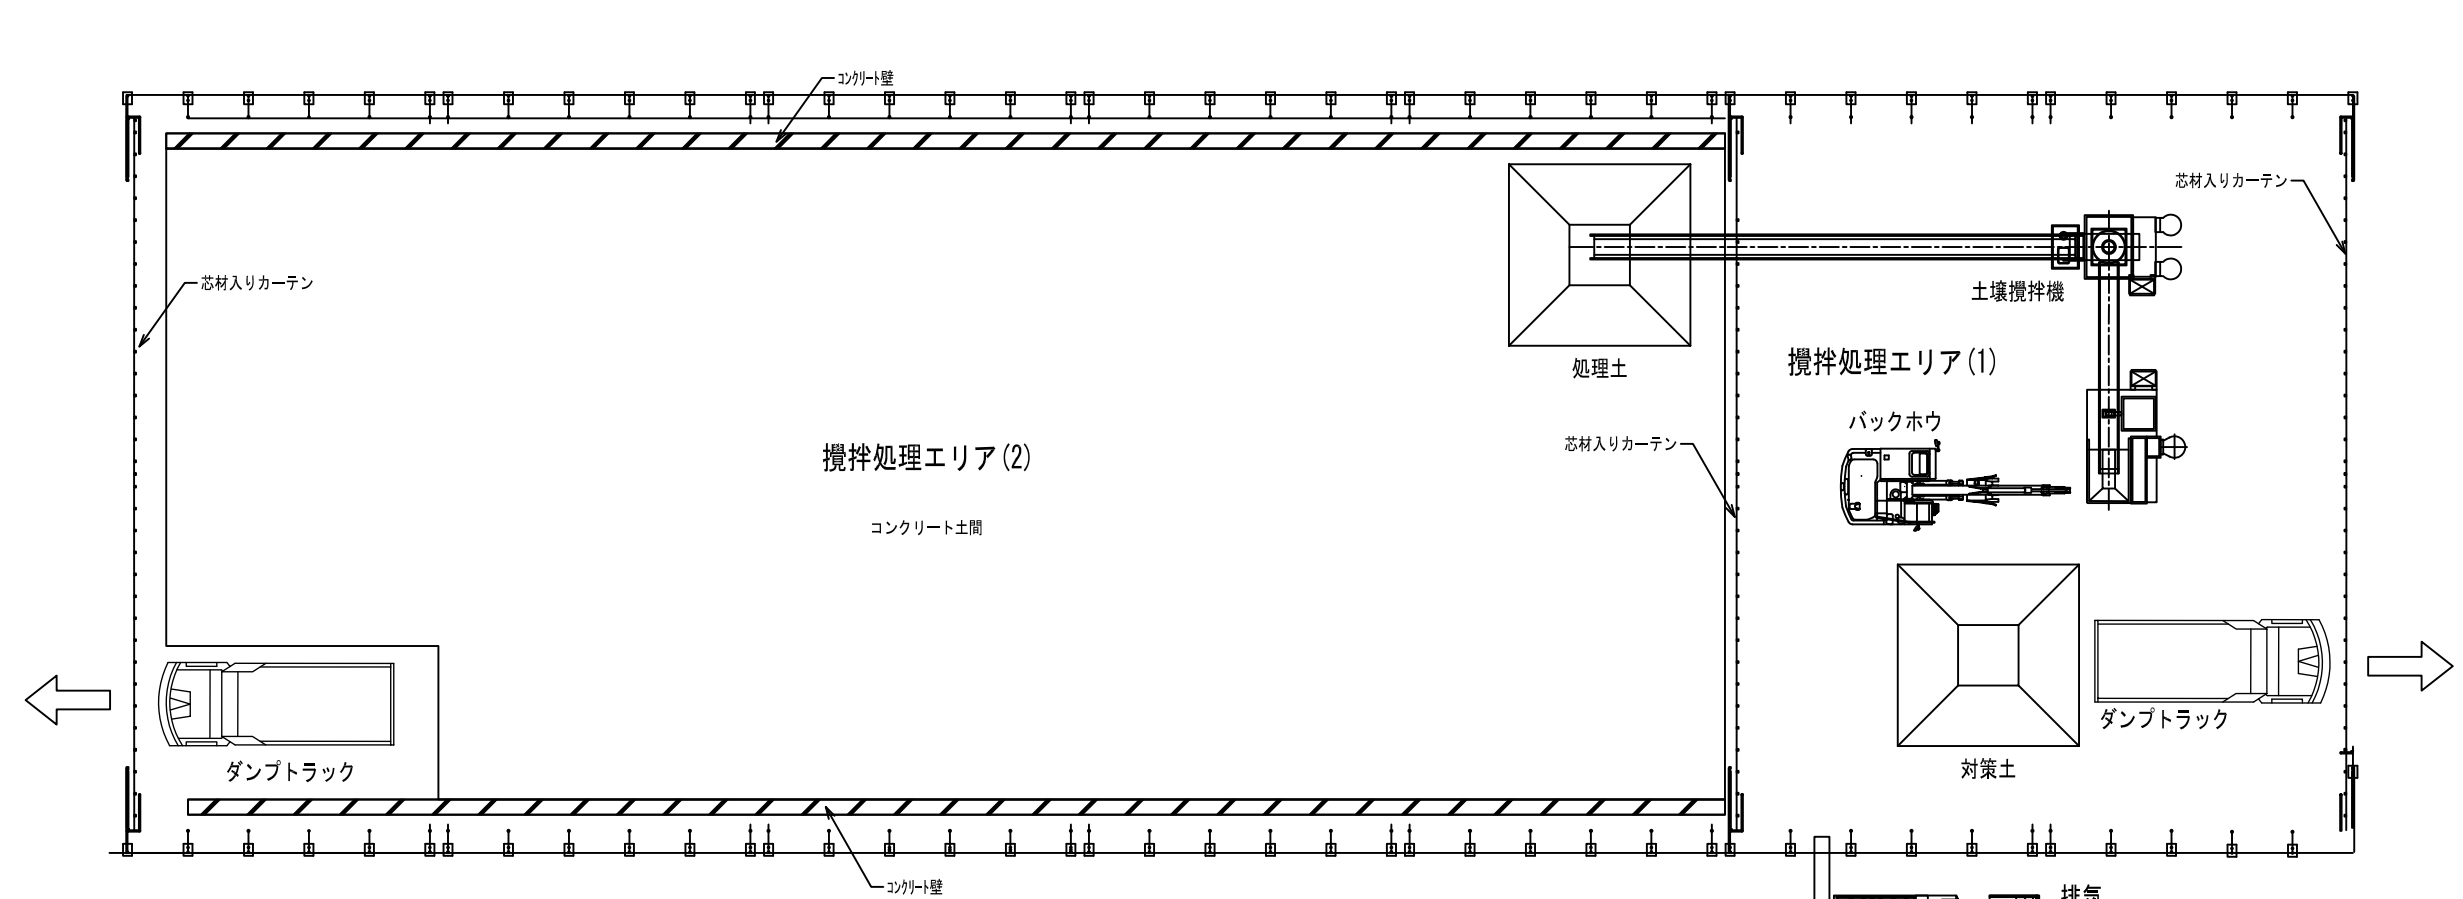 コンクリート壁
芯材入りカーテン
芯材入りカーテン
土壌攪拌機
攪拌処理エリア(1)
処理土
バックホウ
芯材入りカーテン
攪拌処理エリア(2)
コンクリート土間
ダンプトラック
対策土
ダンプトラック
コンクリート壁
排気